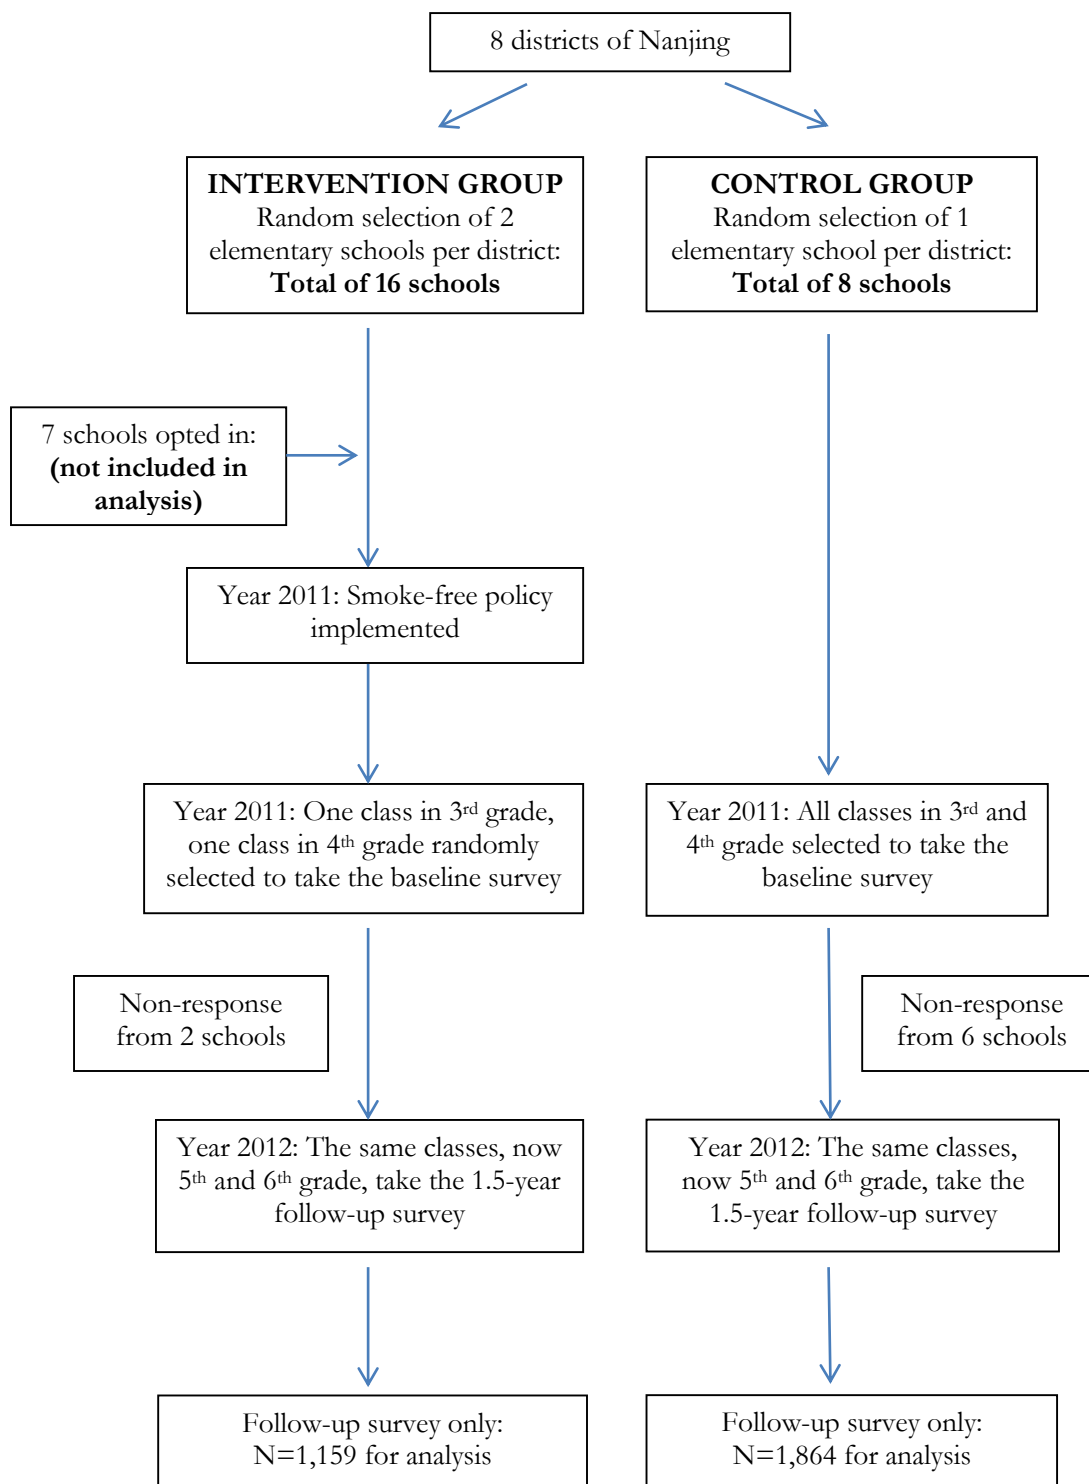 8 districts of Nanjing
INTERVENTION GROUP
Random selection of 2
elementary schools per district:
Total of 16 schools
CONTROL GROUP
Random selection of 1
elementary school per district:
Total of 8 schools
7 schools opted in:
(not included in
analysis)
Year 2011: Smoke-free policy
implemented
Year 2011: One class in 3rd grade,
one class in 4th grade randomly
selected to take the baseline survey
Year 2011: All classes in 3rd and
4th grade selected to take the
baseline survey
Non-response
from 2 schools
Non-response
from 6 schools
Year 2012: The same classes, now
5th and 6th grade, take the 1.5-year
follow-up survey
Year 2012: The same classes,
now 5th and 6th grade, take the
1.5-year follow-up survey
Follow-up survey only:
N=1,159 for analysis
Follow-up survey only:
N=1,864 for analysis